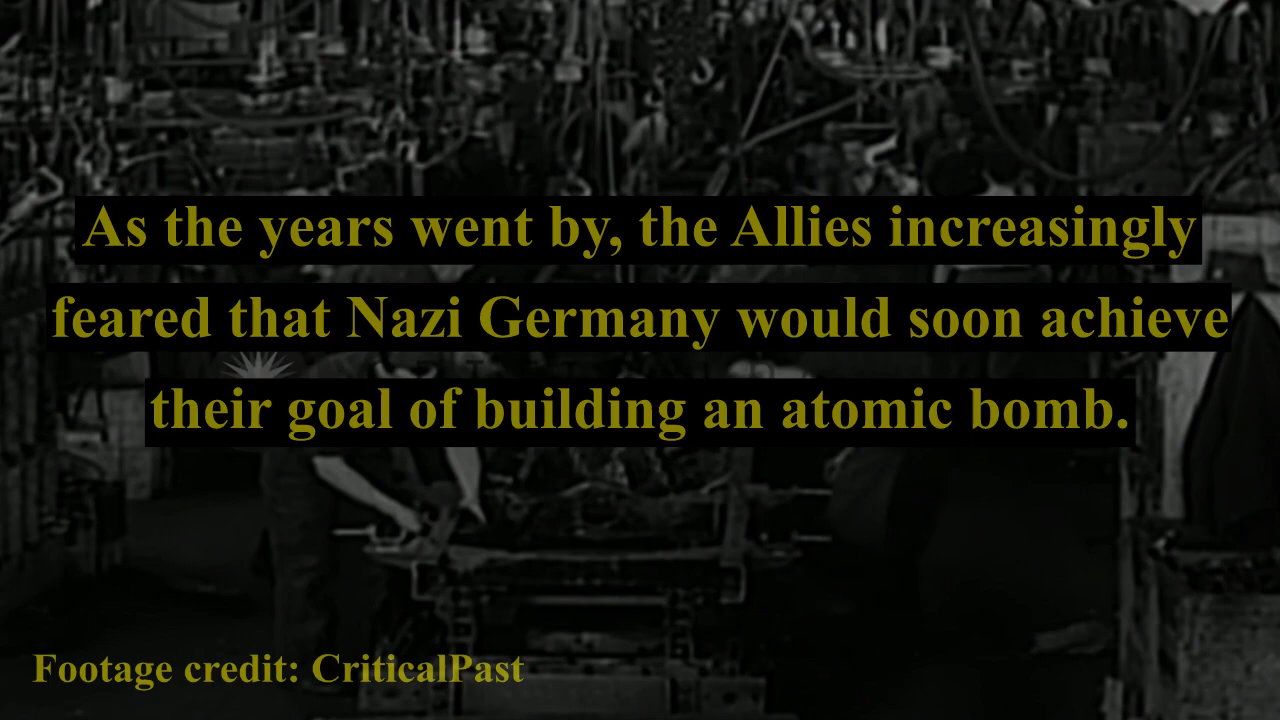 As the years went by, the Allies increasingly
feared that Nazi Germany would soon achieve
their goal of building an atomic bomb.
Footage credit: CriticalPast